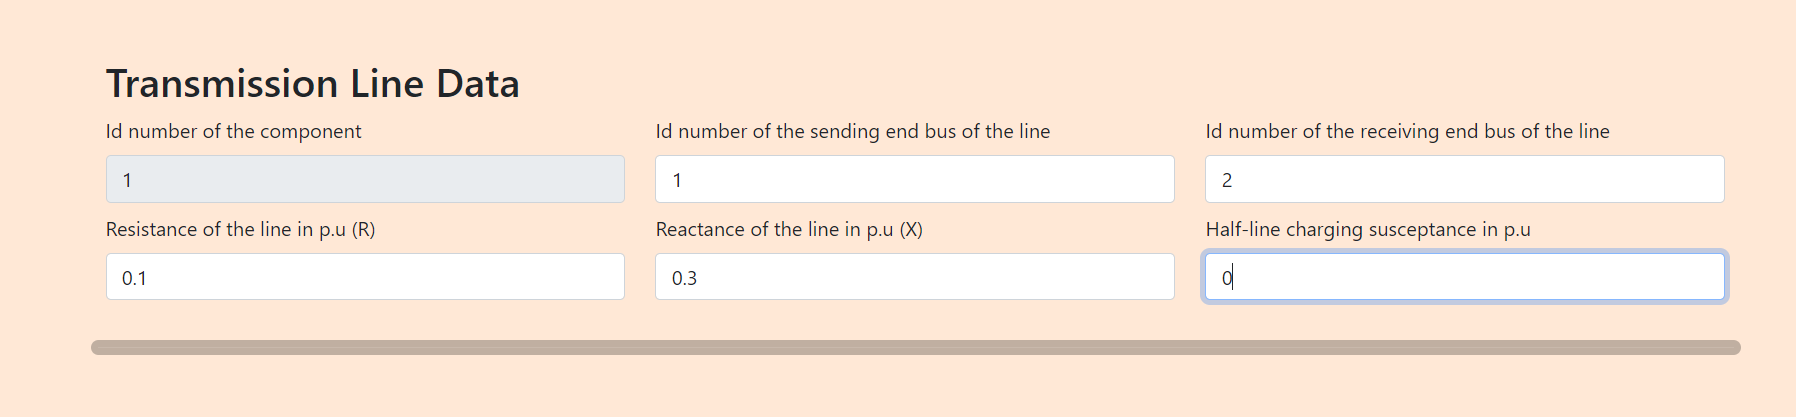 Transmission Line Data
Id number of the component
Id number of the sending end bus of the line
Id number of the receiving end bus of the line
1
1
2
Resistance of the line in p.u (R)
Reactance of the line in p.u (X)
Half-line charging susceptance in p.u
0.1
0.3
0